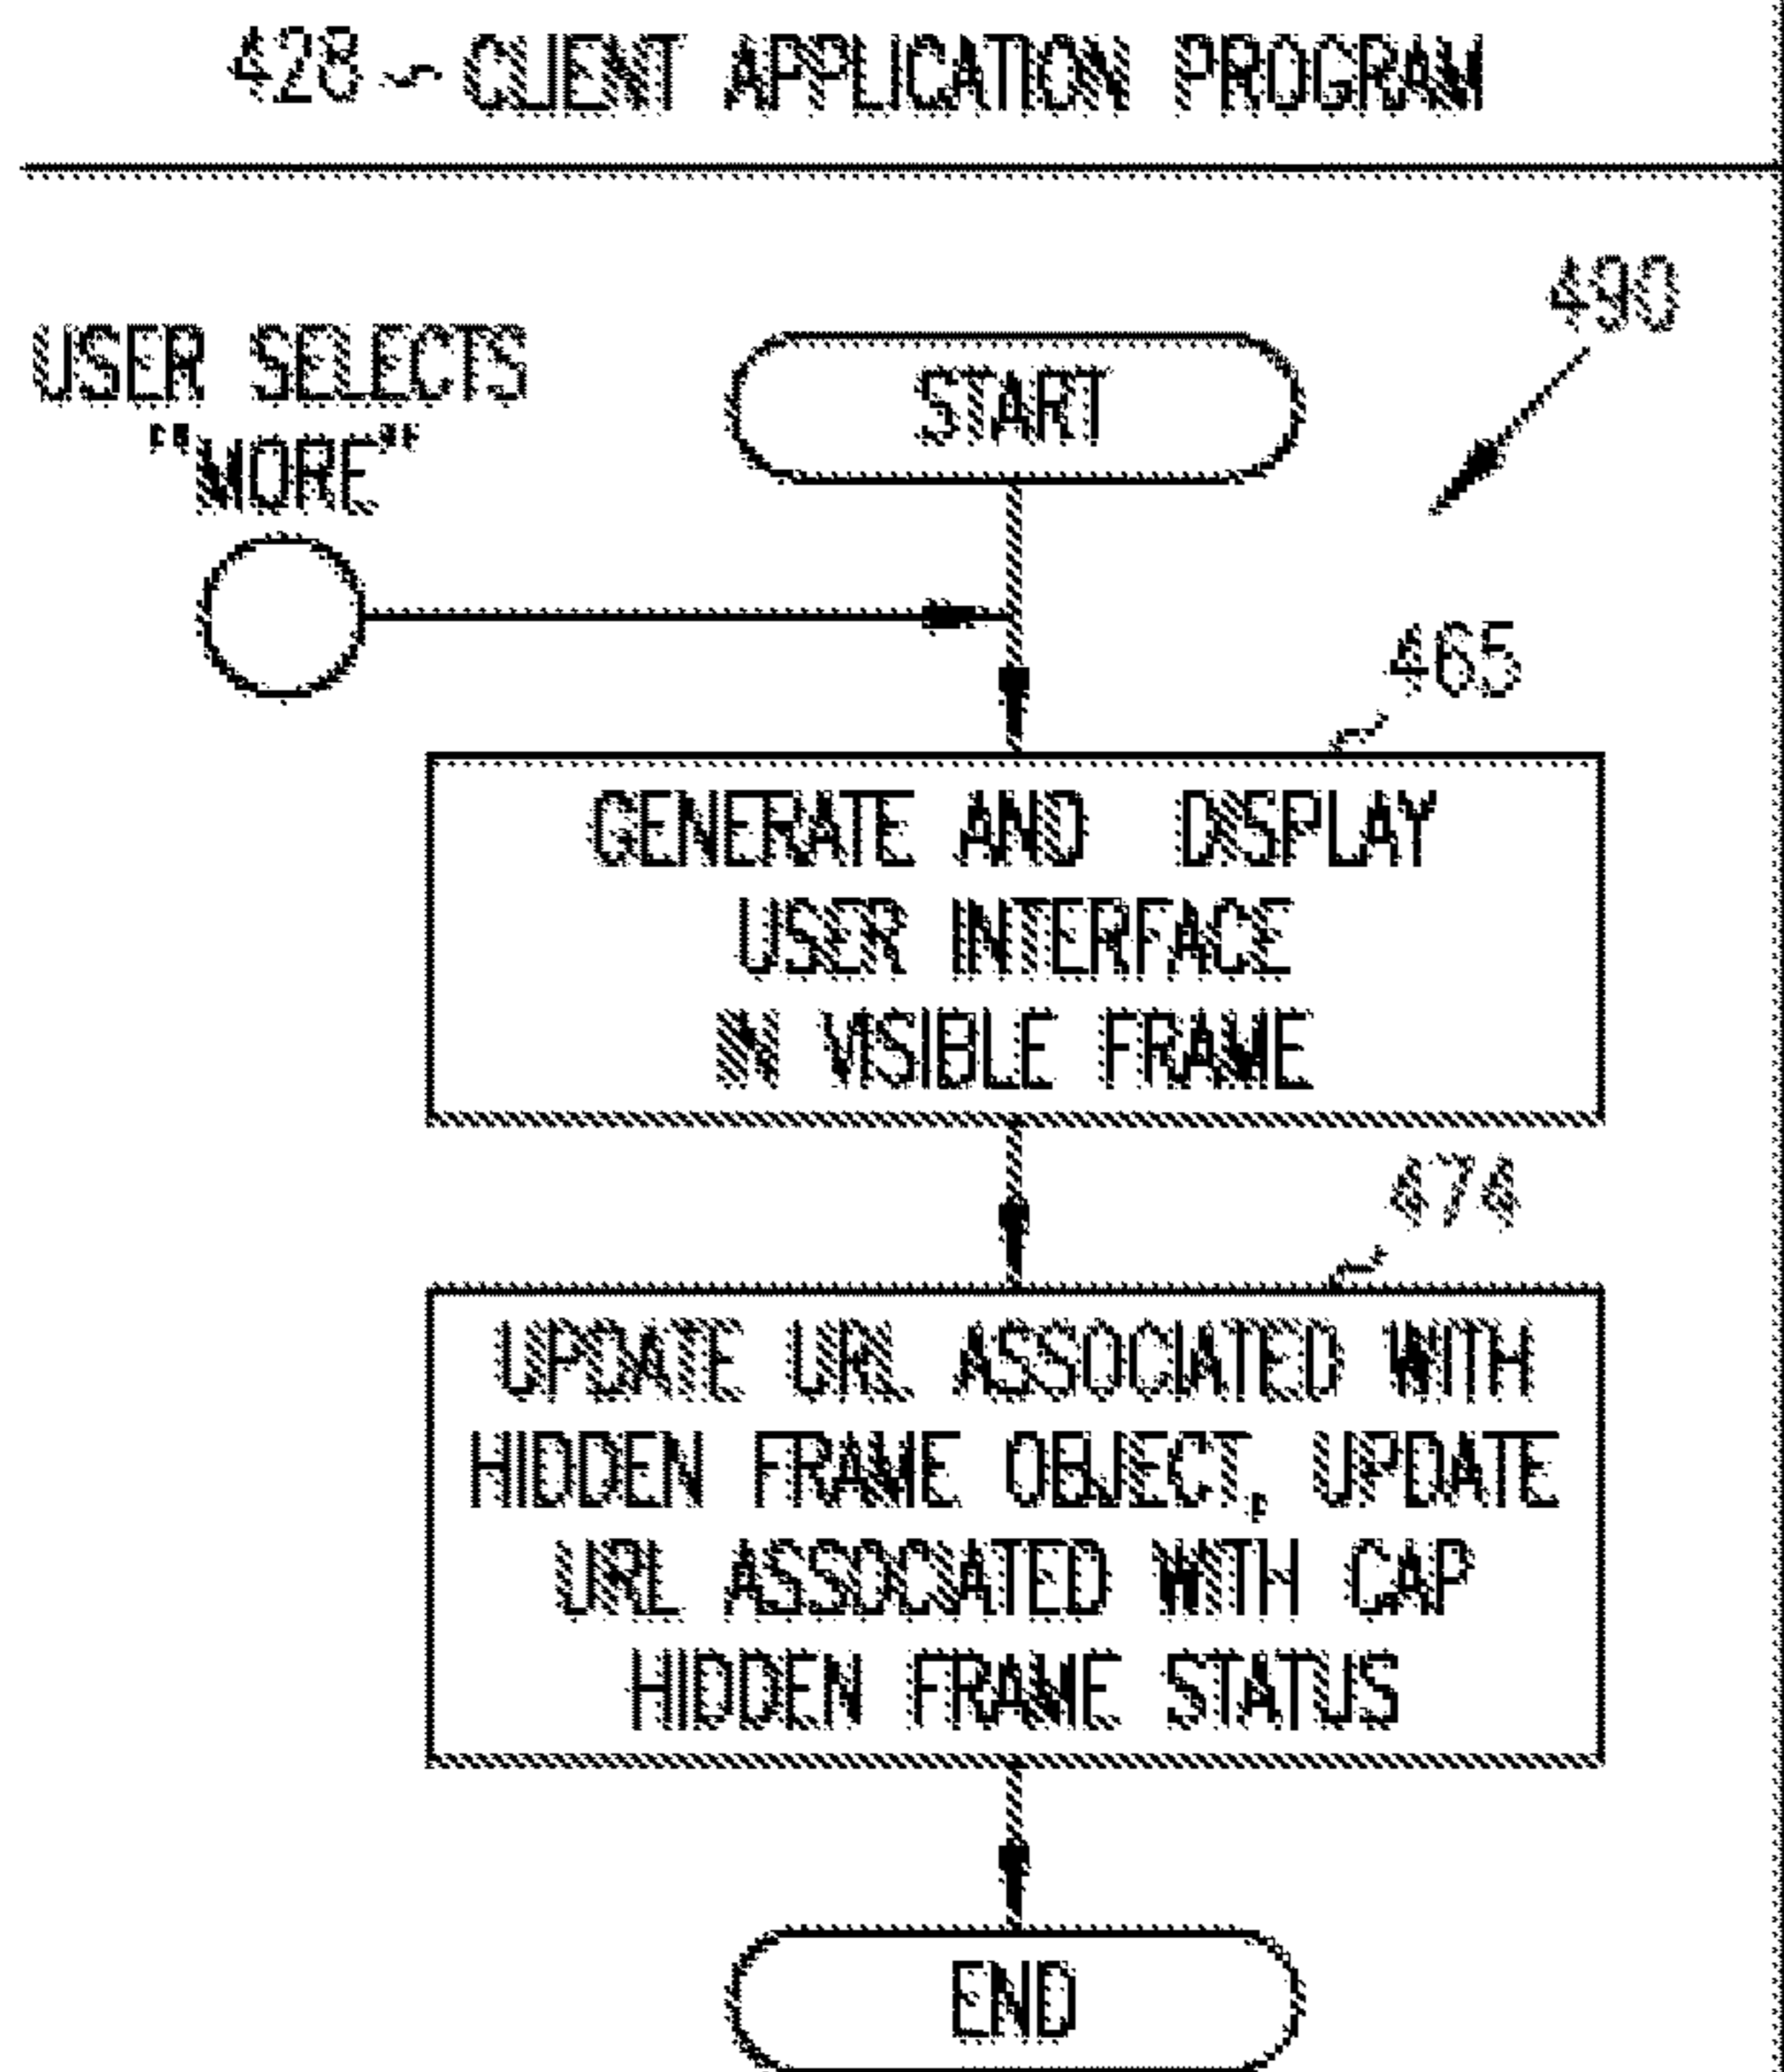 428 ~ CLIENT APPLICATION PROGRAM
490
USER SELECTS
"MORE"
START
465
GENERATE AND DISPLAY
USER INTERFACE
IN VISIBLE FRAME
474
UPDATE URL ASSOCIATED WITH
HIDDEN FRAME OBJECT, UPDATE
URL ASSOCIATED WITH CAP
HIDDEN FRAME STATUS
END